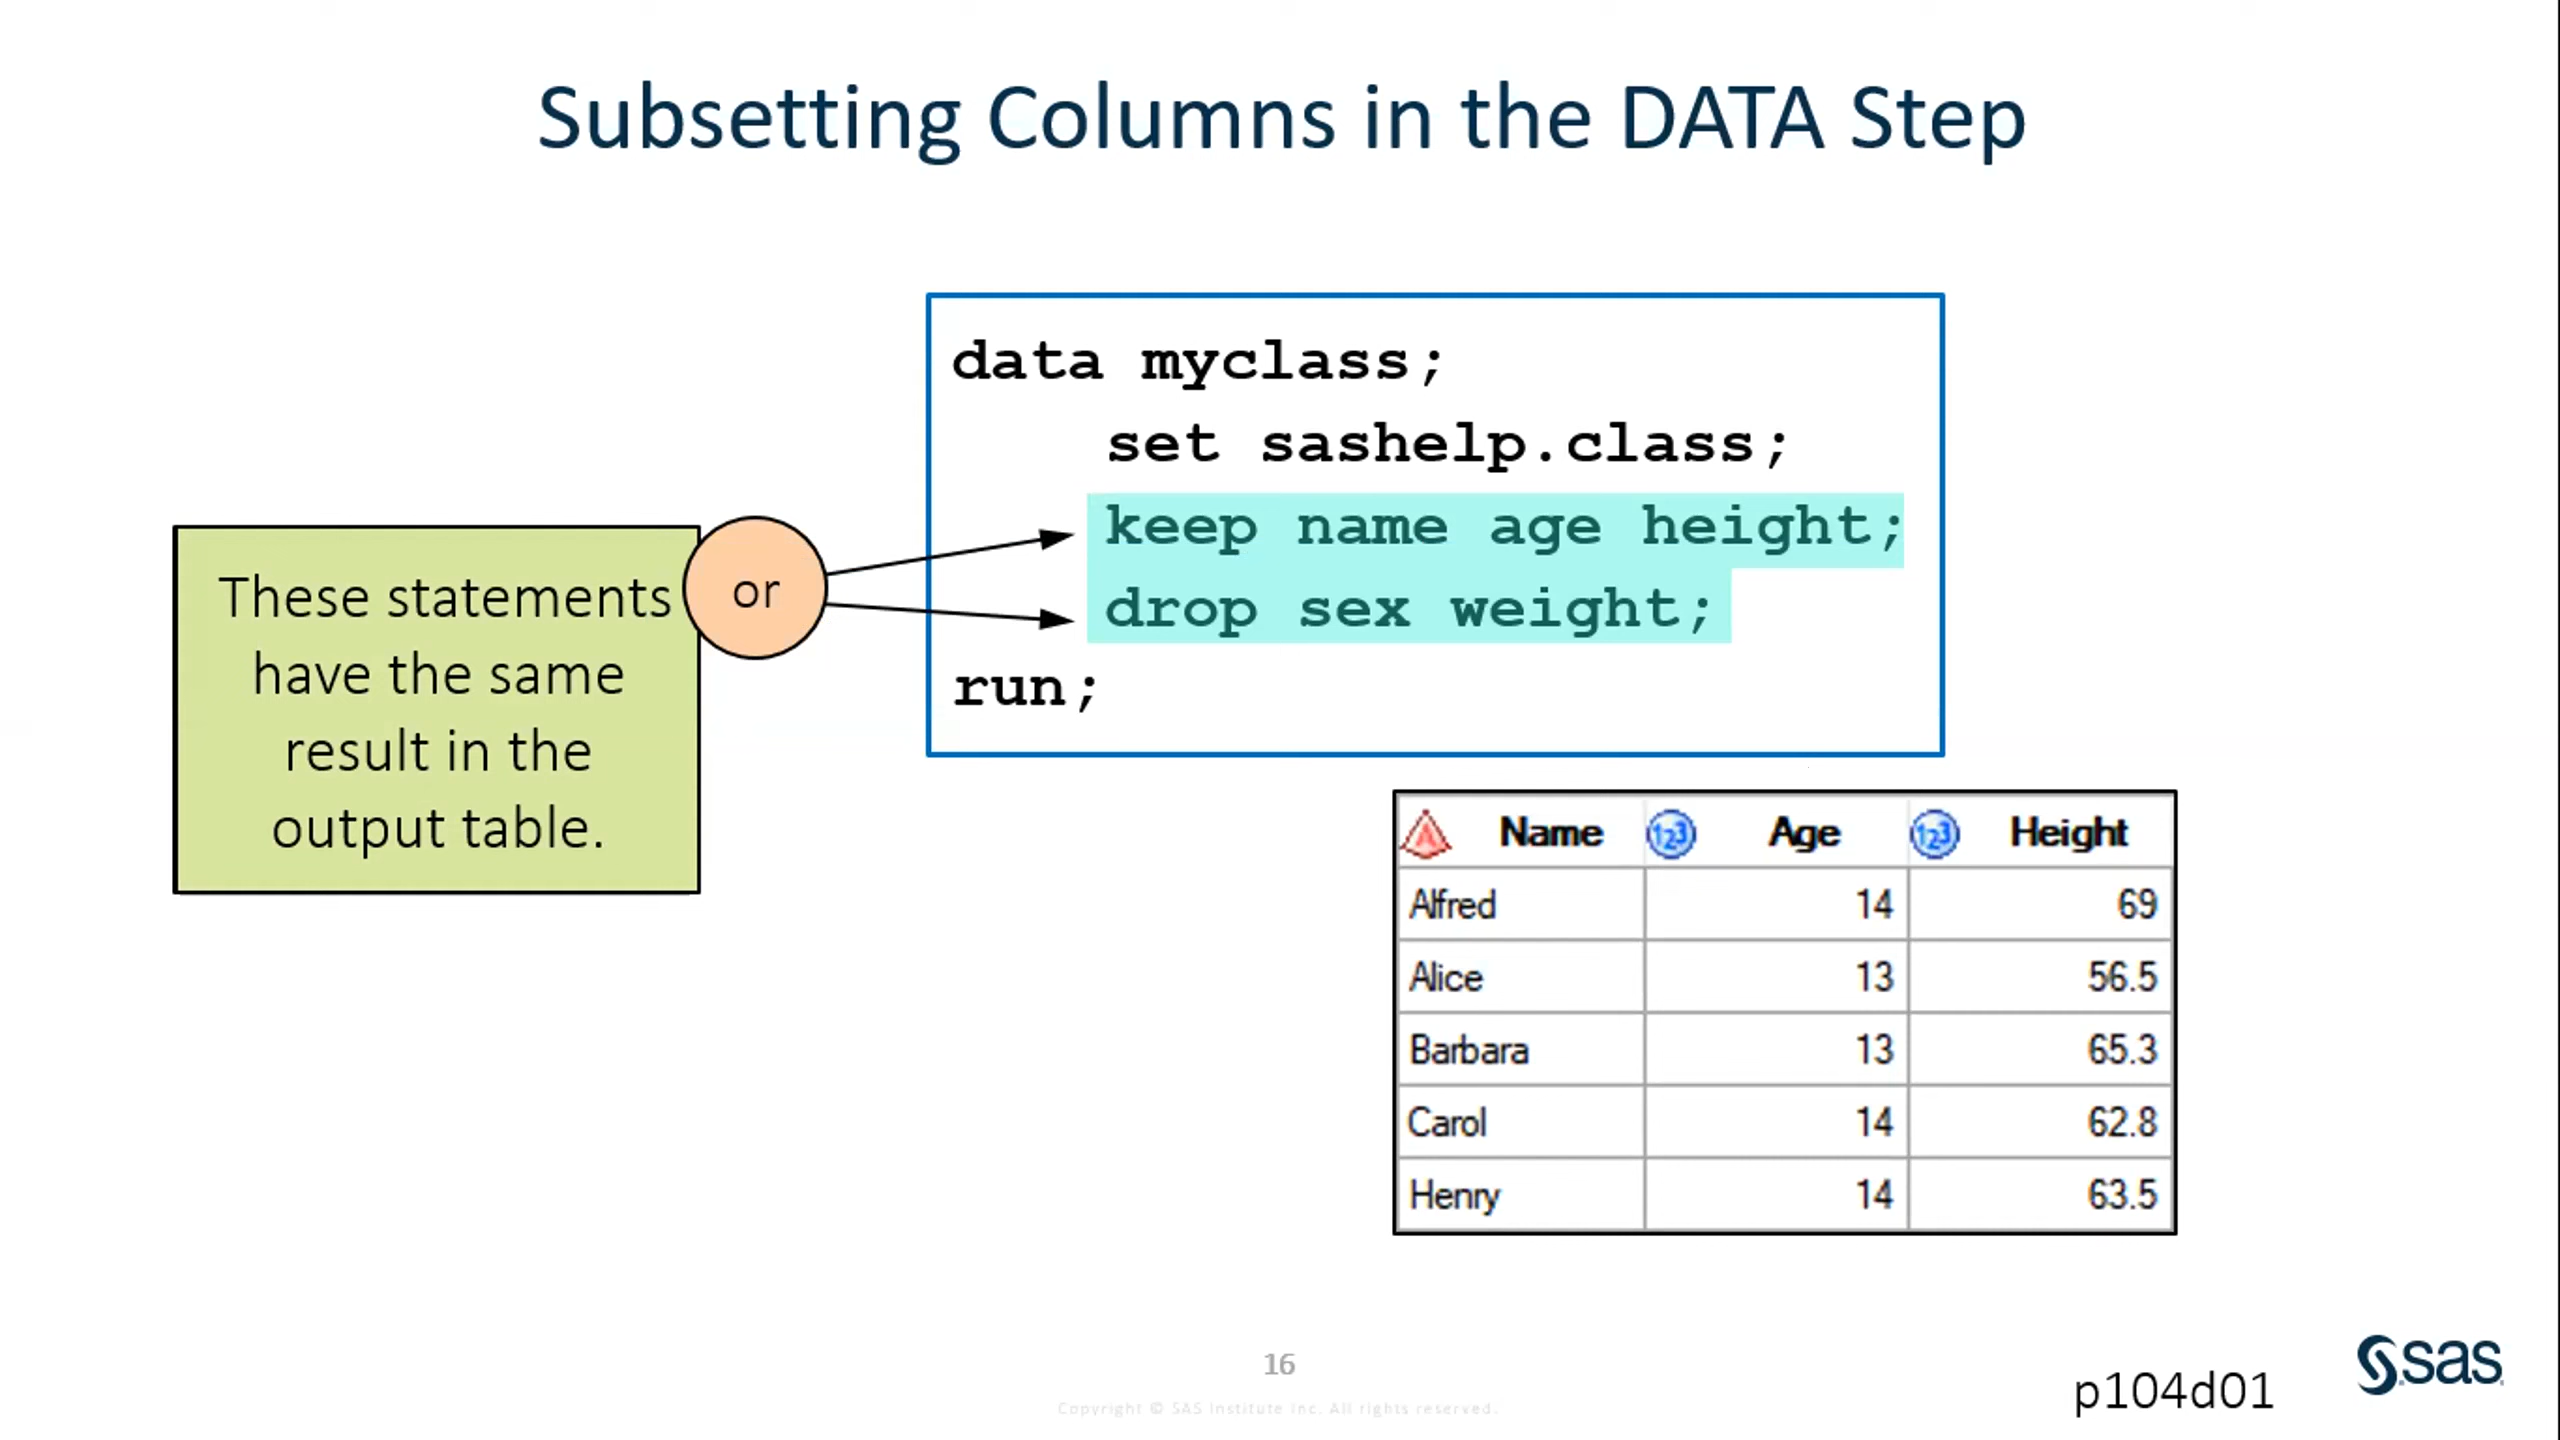 Subsetting Columns in the DATA Step
data myclass;
set sashelp.class;
keep name age height;
drop sex weight;
run;
These statements
have the same
result in the
output table.
or
Name Age Height
Alfred 14 69
Alice 13 56.5
Barbara 13 65.3
Carol 14 62.8
Henry 14 63.5
16
Copyright © SAS Institute Inc. All rights reserved.
p104d01
sas